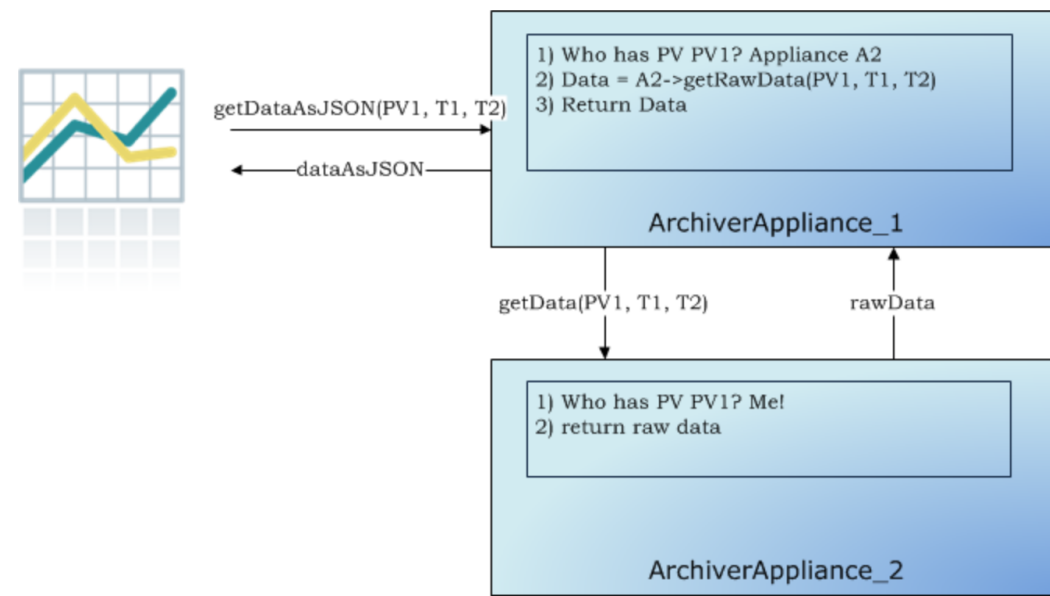 1) Who has PV PV1? Appliance A2
2) Data = A2->getRawData(PV1, T1, T2)
3) Return Data
getDataAsJSON(PV1, T1, T2)
dataAsJSON
ArchiverAppliance_1
getData(PV1, T1, T2)
rawData
1) Who has PV PV1? Me!
2) return raw data
ArchiverAppliance_2